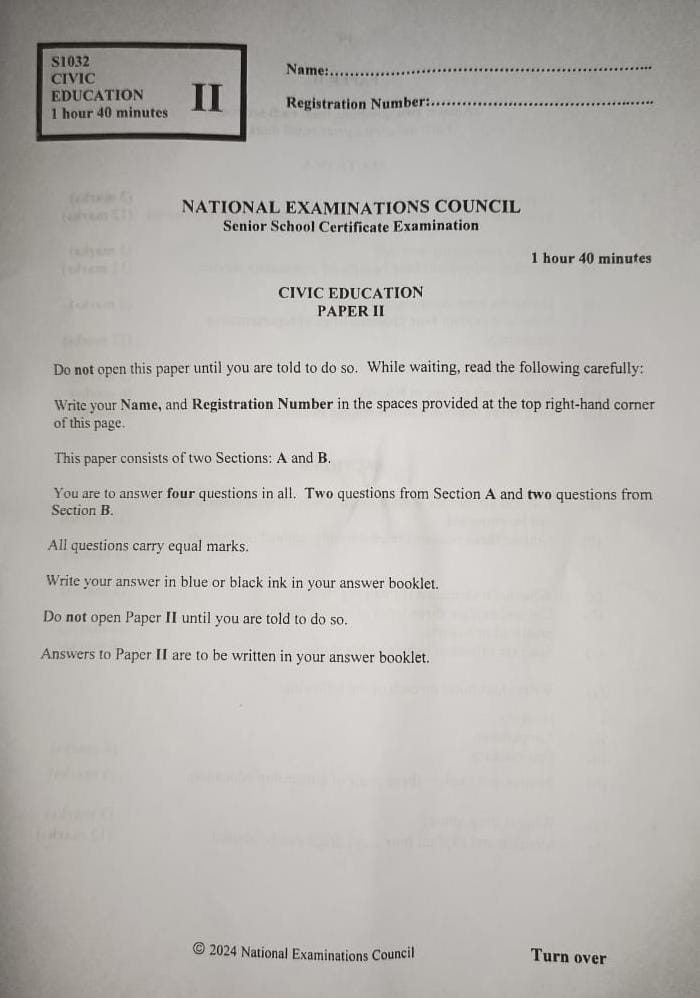 S1032
CIVIC
EDUCATION
1 hour 40 minutes
II
Name:..............................................................
Registration Number:...........................................
NATIONAL EXAMINATIONS COUNCIL
Senior School Certificate Examination
1 hour 40 minutes
CIVIC EDUCATION
PAPER II
Do not open this paper until you are told to do so. While waiting, read the following carefully:
Write your Name, and Registration Number in the spaces provided at the top right-hand corner
of this page.
This paper consists of two Sections: A and B.
You are to answer four questions in all. Two questions from Section A and two questions from
Section B.
All questions carry equal marks.
Write your answer in blue or black ink in your answer booklet.
Do not open Paper II until you are told to do so.
Answers to Paper II are to be written in your answer booklet.
© 2024 National Examinations Council
Turn over